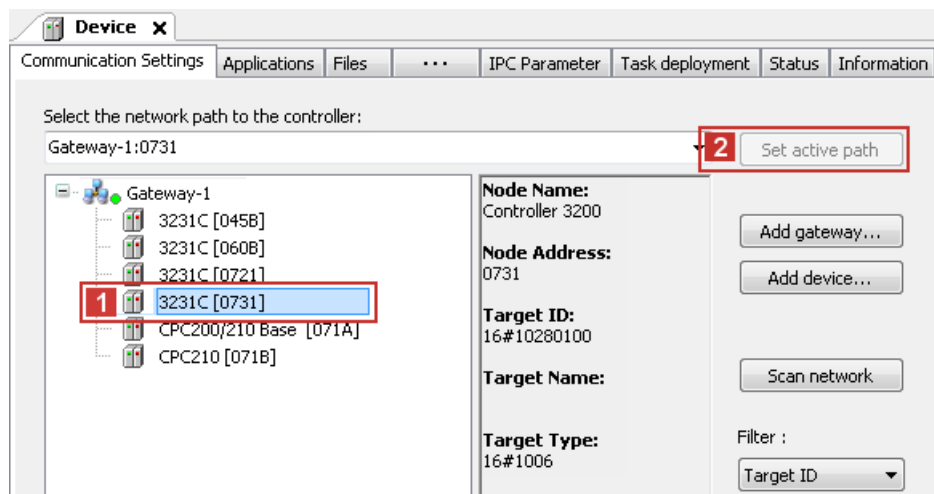 Device X
Communication Settings Applications Files ... IPC Parameter Task deployment Status Information
Select the network path to the controller:
Gateway-1:0731
2 Set active path
Gateway-1
3231C [045B]
3231C [060B]
3231C [0721]
1 3231C [0731]
CPC200/210 Base [071A]
CPC210 [071B]
Node Name:
Controller 3200
Node Address:
0731
Target ID:
16#10280100
Target Name:
Target Type:
16#1006
Add gateway...
Add device...
Scan network
Filter :
Target ID